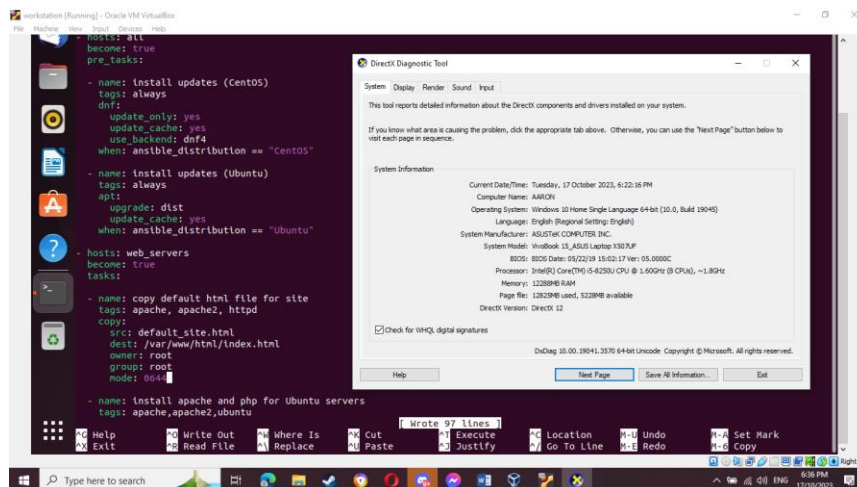 workstation [Running] - Oracle VM VirtualBox
File Machine View Input Devices Help
- hosts: all
become: true
pre_tasks:
- name: install updates (CentOS)
tags: always
dnf:
update_only: yes
update_cache: yes
use_backend: dnf4
when: ansible_distribution == "CentOS"
- name: install updates (Ubuntu)
tags: always
apt:
upgrade: dist
update_cache: yes
when: ansible_distribution == "Ubuntu"
- hosts: web_servers
become: true
tasks:
- name: copy default html file for site
tags: apache, apache2, httpd
copy:
src: default_site.html
dest: /var/www/html/index.html
owner: root
group: root
mode: 0644
- name: install apache and php for Ubuntu servers
tags: apache,apache2,ubuntu
[ Wrote 97 lines ]
^G Help ^O Write Out ^W Where Is ^K Cut ^T Execute ^C Location M-U Undo M-A Set Mark
^X Exit ^R Read File ^\ Replace ^U Paste ^J Justify ^/ Go To Line M-E Redo M-6 Copy
DirectX Diagnostic Tool
System Display Render Sound Input
This tool reports detailed information about the DirectX components and drivers installed on your system.
If you know what area is causing the problem, click the appropriate tab above. Otherwise, you can use the "Next Page" button below to
visit each page in sequence.
System Information
Current Date/Time: Tuesday, 17 October 2023, 6:22:16 PM
Computer Name: AARON
Operating System: Windows 10 Home Single Language 64-bit (10.0, Build 19045)
Language: English (Regional Setting: English)
System Manufacturer: ASUSTeK COMPUTER INC.
System Model: VivoBook 15_ASUS Laptop X507UF
BIOS: BIOS Date: 05/22/19 15:02:17 Ver: 05.0000C
Processor: Intel(R) Core(TM) i5-8250U CPU @ 1.60GHz (8 CPUs), ~1.8GHz
Memory: 12288MB RAM
Page file: 12825MB used, 5228MB available
DirectX Version: DirectX 12
Check for WHQL digital signatures
DxDiag 10.00.19041.3570 64-bit Unicode Copyright © Microsoft. All rights reserved.
Help Next Page Save All Information... Exit
Right
Type here to search
ENG
6:36 PM
17/10/2023